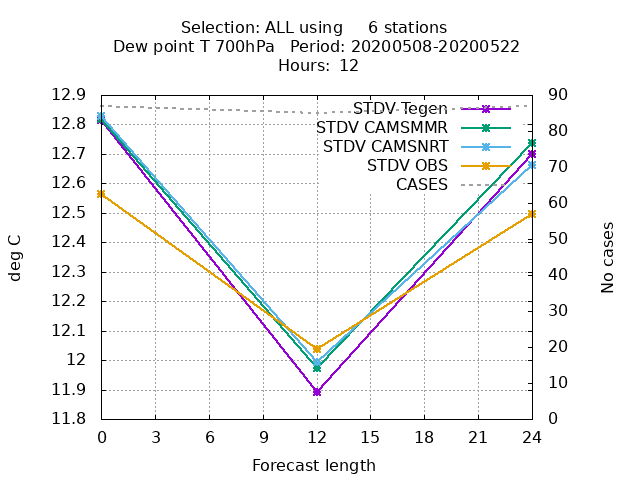 Selection: ALL using     6 stations
Dew point T 700hPa   Period: 20200508-20200522
Hours:  12
deg C
12.9
12.8
12.7
12.6
12.5
12.4
12.3
12.2
12.1
12
11.9
11.8
STDV Tegen
STDV CAMSMMR
STDV CAMSNRT
STDV OBS
CASES
90
80
70
60
50
40
30
20
10
0
No cases
0 3 6 9 12 15 18 21 24
Forecast length